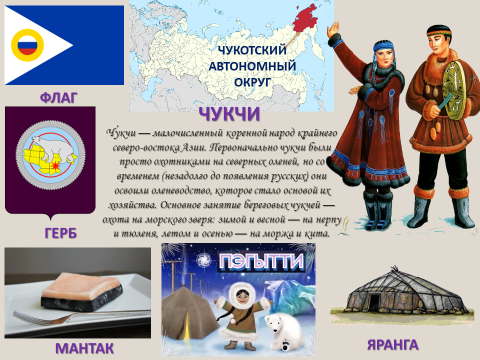 ЧУКОТСКИЙ
АВТОНОМНЫЙ
ОКРУГ
ФЛАГ
ЧУКЧИ
Чу́кчи — малочисленный коренной народ крайнего
северо-востока Азии. Первоначально чукчи были
просто охотниками на северных оленей, но со
временем (незадолго до появления русских) они
освоили оленеводство, которое стало основой их
хозяйства. Основное занятие береговых чукчей —
охота на морского зверя: зимой и весной — на нерпу
и тюленя, летом и осенью — на моржа и кита.
ГЕРБ
ПЭГЫТТИ
МАНТАК
ЯРАНГА